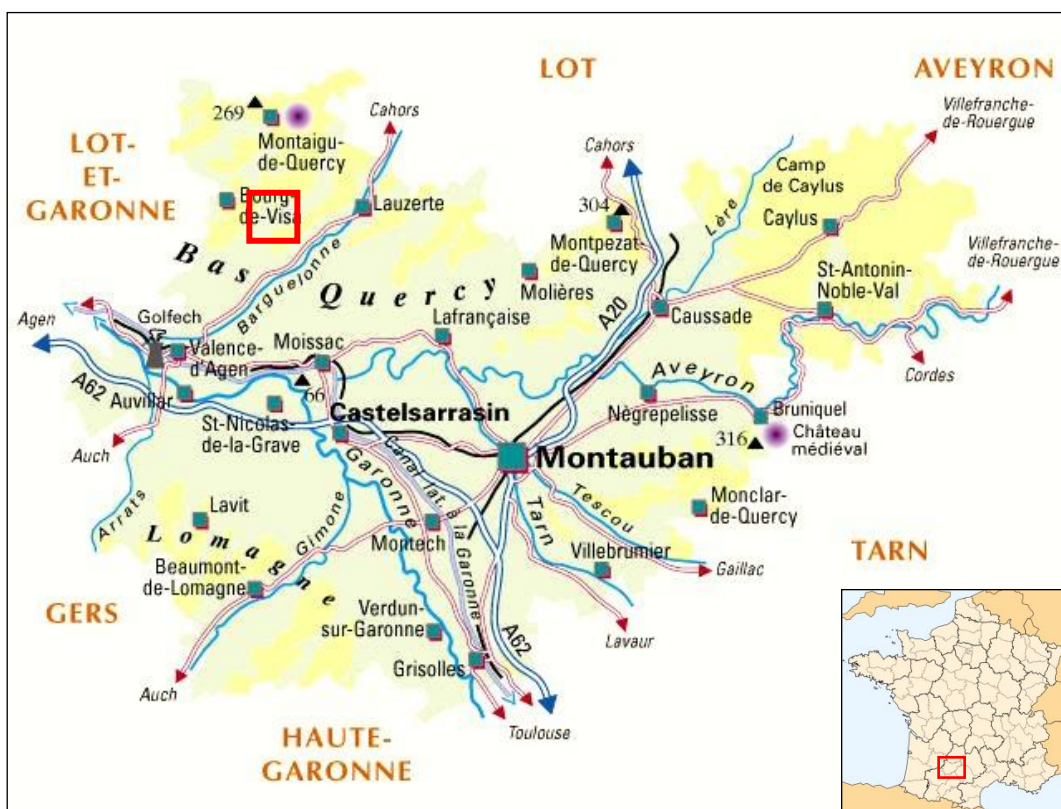 LOT
AVEYRON
Villefranche-
de-Rouergue
269
Cahors
Montaigu-
de-Quercy
LOT-
ET-
GARONNE
Cahors
Camp
de Caylus
Bourg-
de-Visa
Lauzerte
304
Léré
Caylus
Montpezat-
de-Quercy
Villefranche-
de-Rouergue
Bas
Quercy
Barguelonne
Molières
St-Antonin-
Noble-Val
A20
Agen
Golfech
Lafrançaise
Caussade
Valence-
d'Agen
Moissac
Cordes
A62
66
Aveyron
Auvillar
St-Nicolas-
de-la-Grave
Castelsarrasin
Nègrepelisse
Bruniquel
316
Château
médiéval
Auch
Montauban
Garonne
Canal lat. à la Garonne
Arrats
Lavit
Lomagne
Gimone
Tarn
Tescou
Monclar-
de-Quercy
Montech
Villebrumier
TARN
Beaumont-
de-Lomagne
Gaillac
GERS
Verdun-
sur-Garonne
A62
Lavaur
Grisolles
Auch
Toulouse
HAUTE-
GARONNE